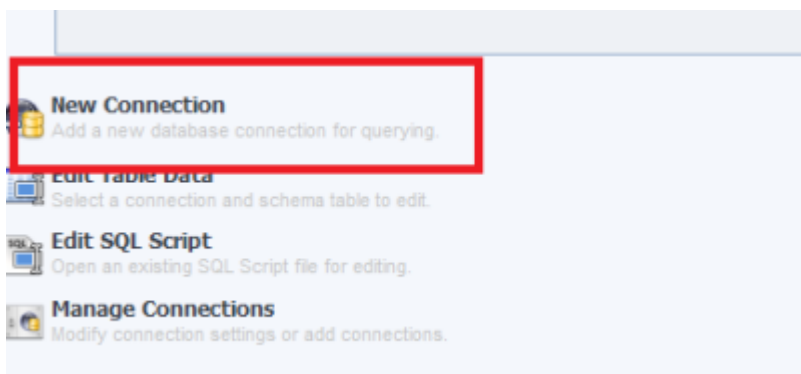 New Connection
Add a new database connection for querying.
Edit Table Data
Select a connection and schema table to edit.
SQL
Edit SQL Script
Open an existing SQL Script file for editing.
Manage Connections
Modify connection settings or add connections.